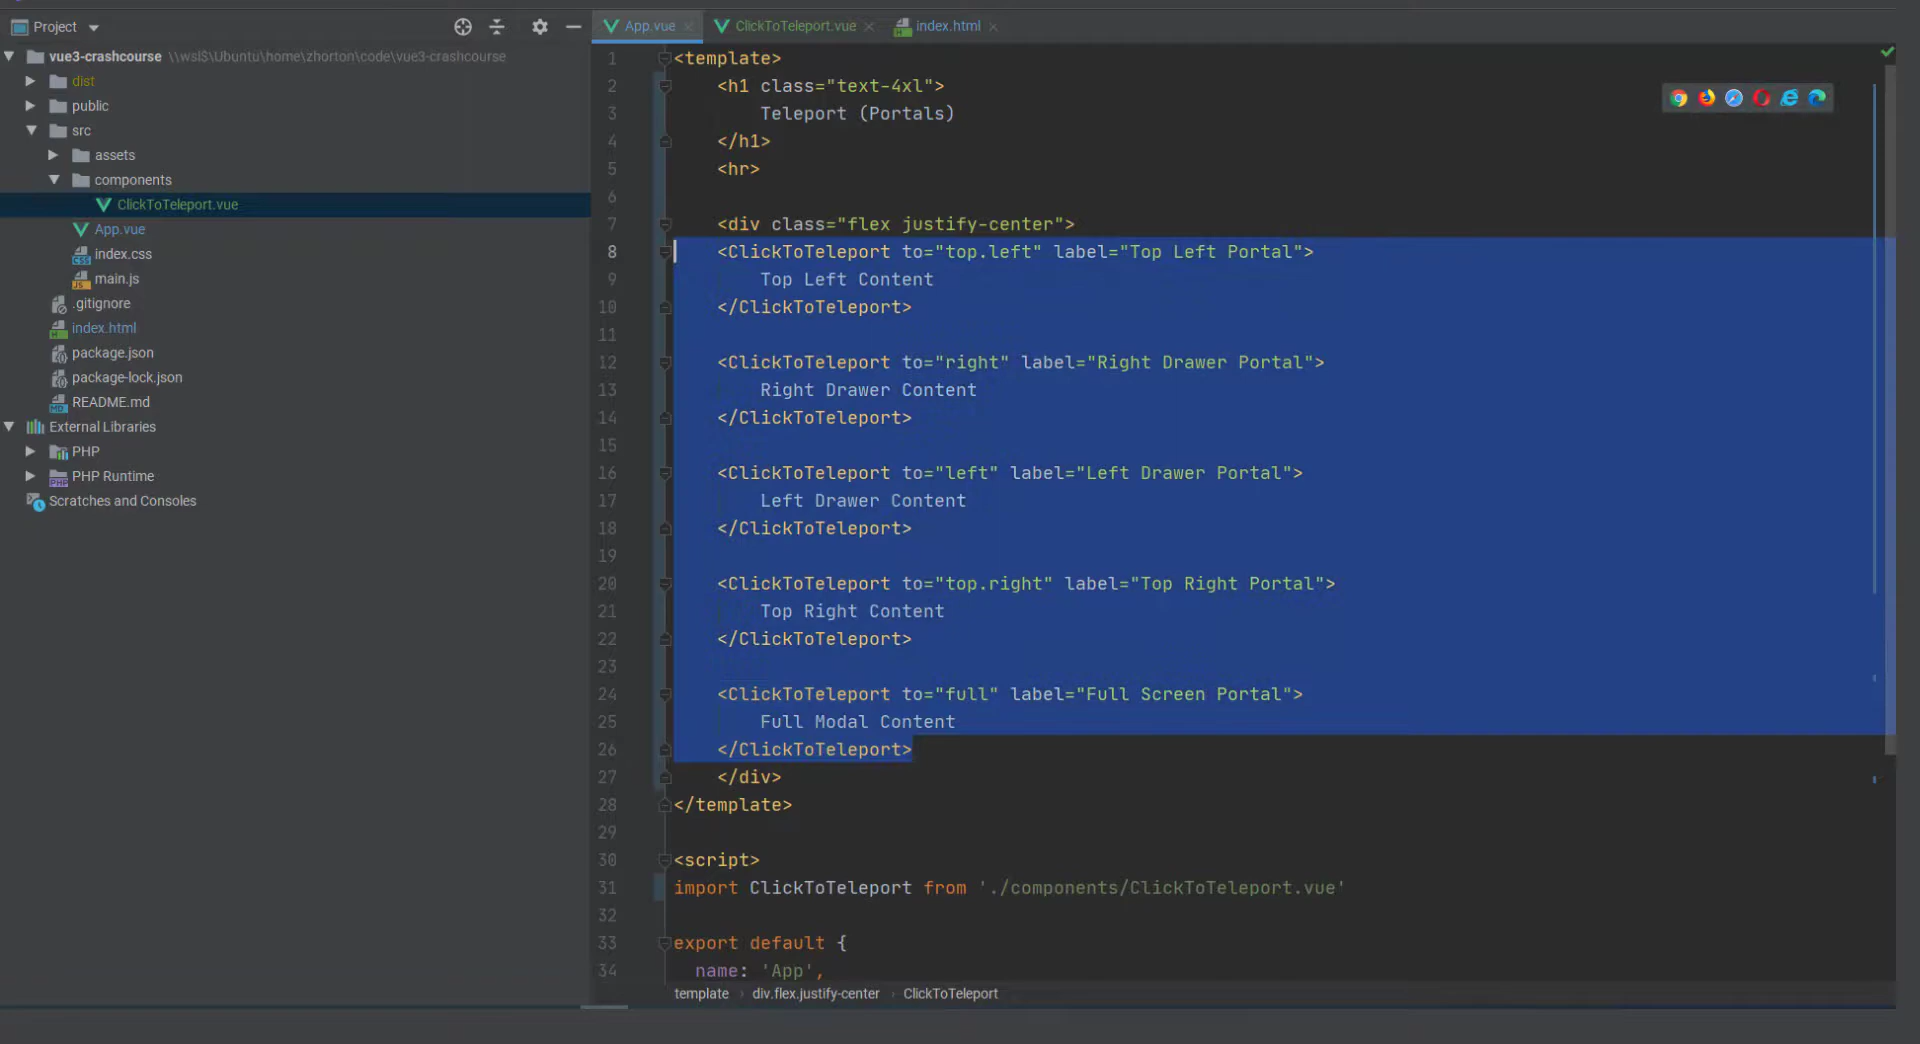 Project
vue3-crashcourse \\wsl$\Ubuntu\home\zhorton\code\vue3-crashcourse
dist
public
src
assets
components
ClickToTeleport.vue
App.vue
index.css
main.js
.gitignore
index.html
package.json
package-lock.json
README.md
External Libraries
PHP
PHP Runtime
Scratches and Consoles
App.vue ClickToTeleport.vue index.html
1 <template>
2 <h1 class="text-4xl">
3 Teleport (Portals)
4 </h1>
5 <hr>
6
7 <div class="flex justify-center">
8 <ClickToTeleport to="top.left" label="Top Left Portal">
9 Top Left Content
10 </ClickToTeleport>
11
12 <ClickToTeleport to="right" label="Right Drawer Portal">
13 Right Drawer Content
14 </ClickToTeleport>
15
16 <ClickToTeleport to="left" label="Left Drawer Portal">
17 Left Drawer Content
18 </ClickToTeleport>
19
20 <ClickToTeleport to="top.right" label="Top Right Portal">
21 Top Right Content
22 </ClickToTeleport>
23
24 <ClickToTeleport to="full" label="Full Screen Portal">
25 Full Modal Content
26 </ClickToTeleport>
27 </div>
28 </template>
29
30 <script>
31 import ClickToTeleport from './components/ClickToTeleport.vue'
32
33 export default {
34 name: 'App',
template › div.flex.justify-center › ClickToTeleport